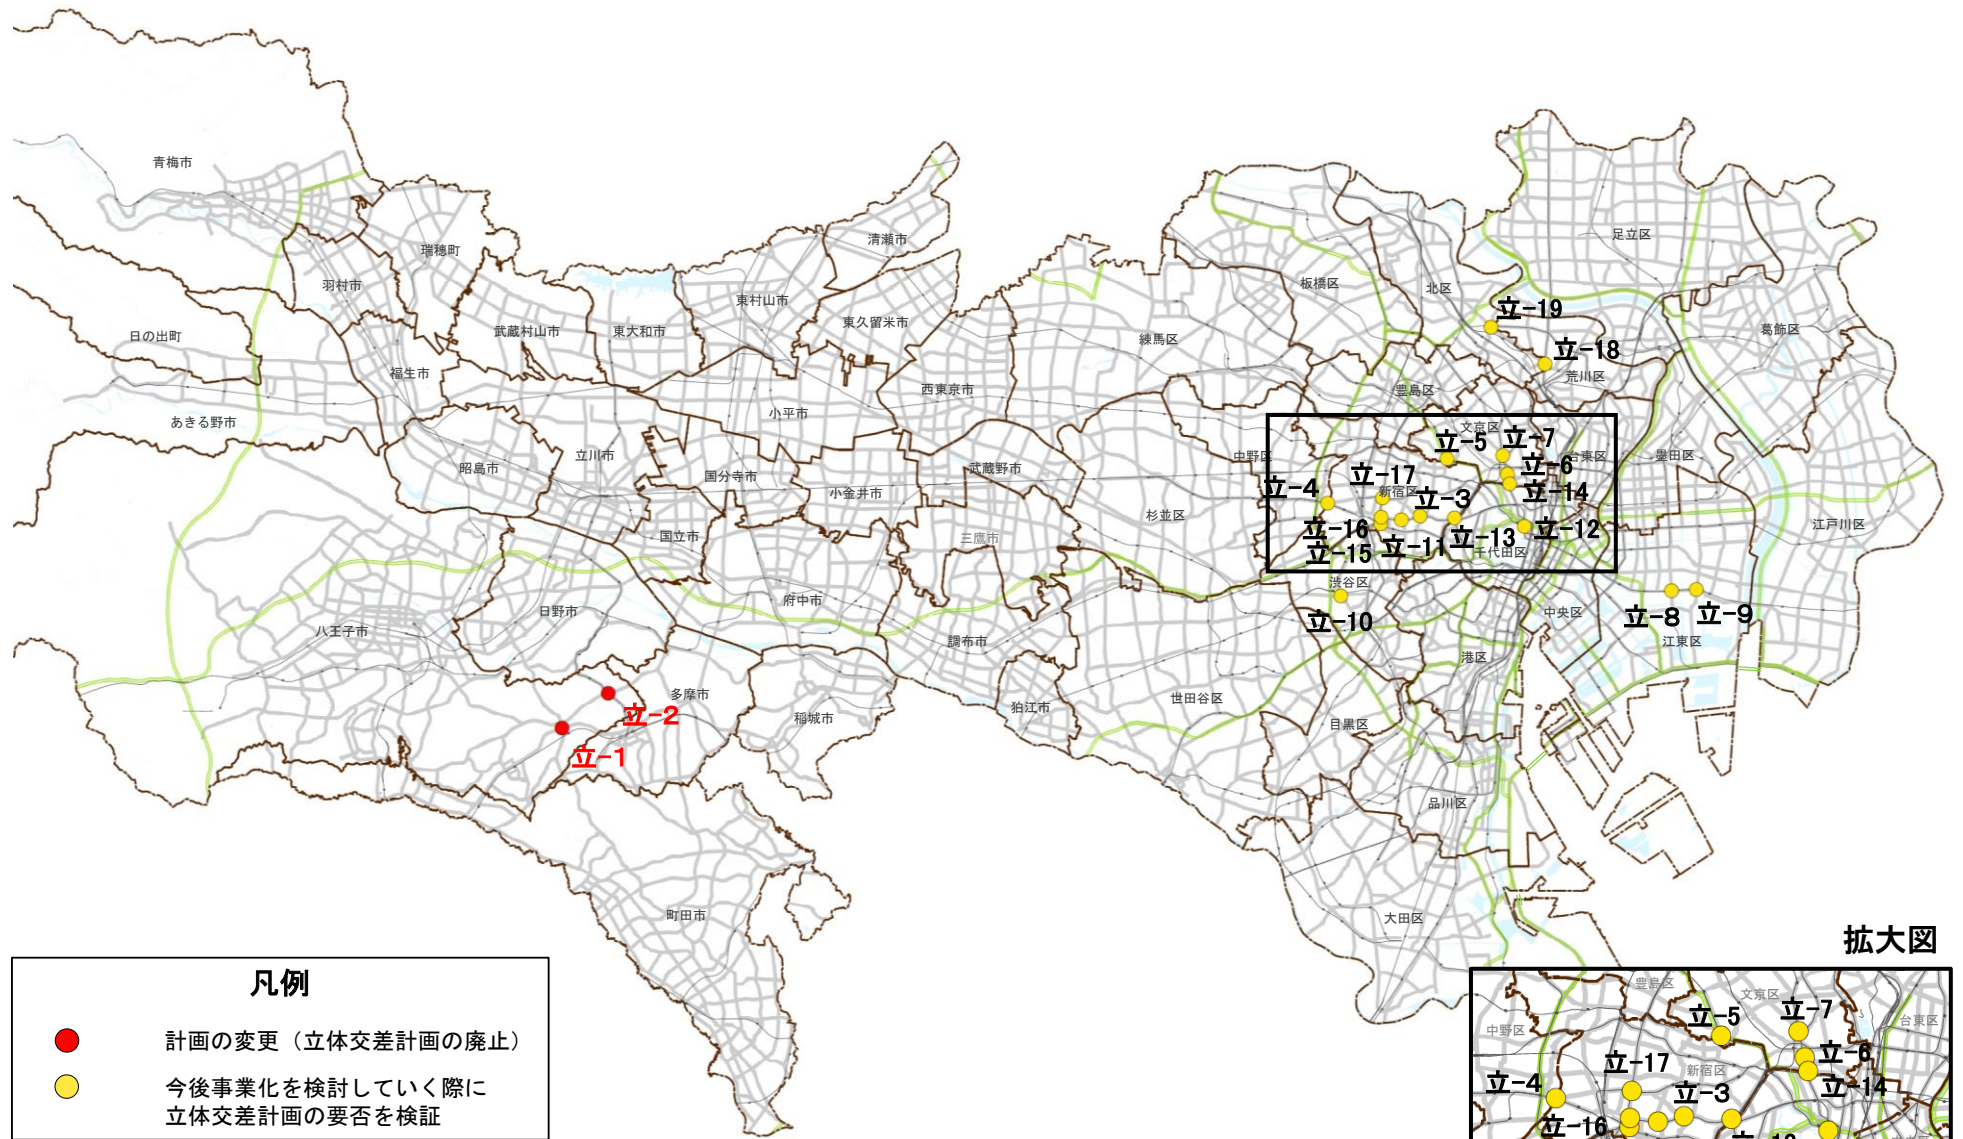 青梅市
瑞穂町
羽村市
日の出町
福生市
あきる野市
武蔵村山市
東大和市
東村山市
清瀬市
東久留米市
西東京市
小平市
昭島市
立川市
国分寺市
小金井市
武蔵野市
国立市
三鷹市
府中市
日野市
八王子市
多摩市
稲城市
調布市
狛江市
町田市
立-2
立-1
練馬区
板橋区
北区
足立区
葛飾区
荒川区
豊島区
文京区
台東区
墨田区
中野区
新宿区
杉並区
千代田区
江戸川区
渋谷区
中央区
江東区
港区
世田谷区
目黒区
品川区
大田区
立-19
立-18
立-5
立-7
立-6
立-14
立-17
立-3
立-4
立-16
立-15
立-11
立-13
立-12
立-10
立-8
立-9
凡例
計画の変更（立体交差計画の廃止）
今後事業化を検討していく際に
立体交差計画の要否を検証
拡大図
豊島区
文京区
台東区
中野区
新宿区
立-5
立-7
立-6
立-14
立-17
立-3
立-4
立-16